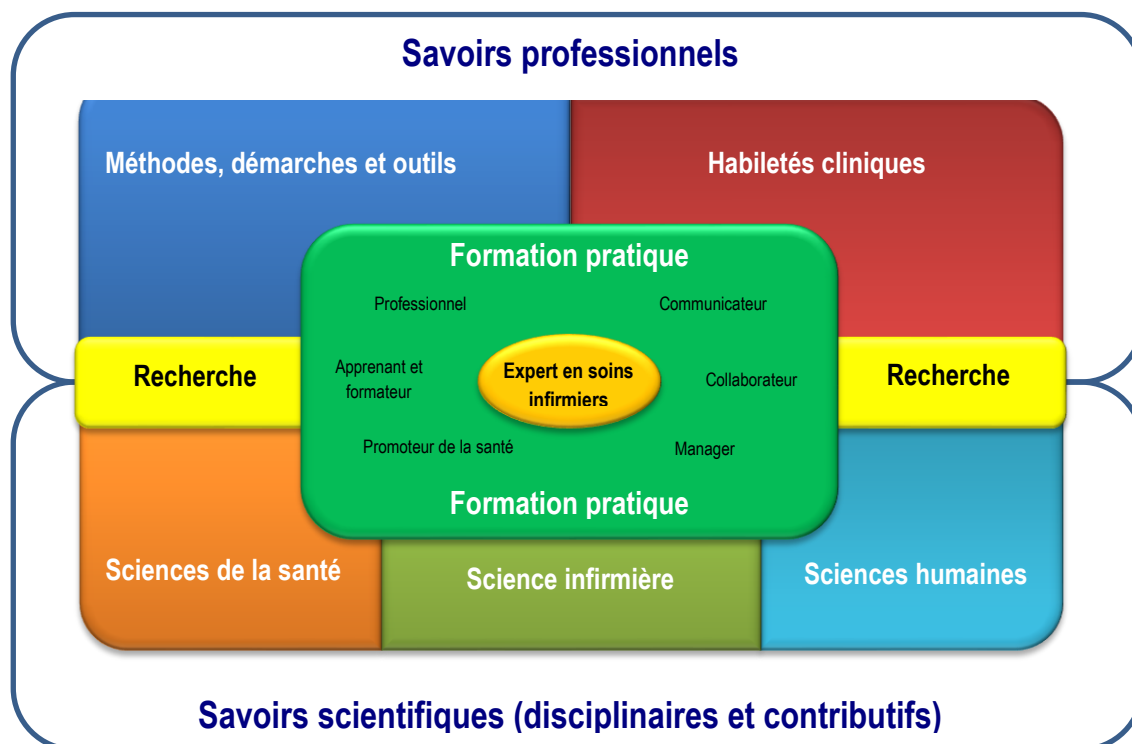 Savoirs professionnels
Méthodes, démarches et outils
Habiletés cliniques
Formation pratique
Professionnel
Communicateur
Recherche
Apprenant et
formateur
Expert en soins
infirmiers
Collaborateur
Recherche
Promoteur de la santé
Manager
Formation pratique
Sciences de la santé
Science infirmière
Sciences humaines
Savoirs scientifiques (disciplinaires et contributifs)